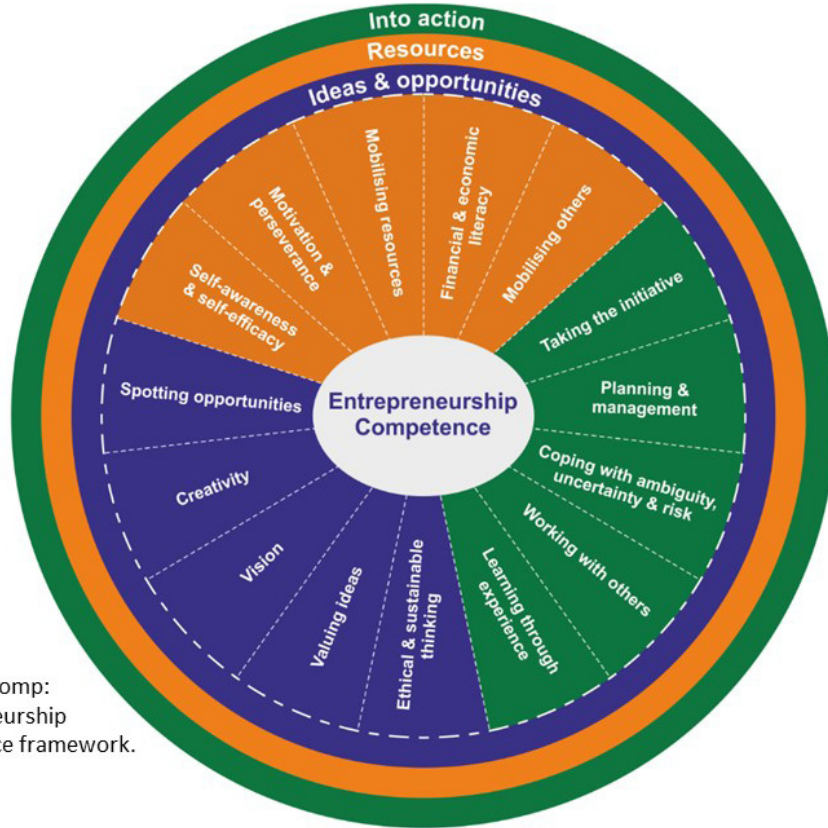 Into action
Resources
Ideas & opportunities
Mobilising resources
Financial & economic
literacy
Motivation &
perseverance
Mobilising others
Self-awareness
& self-efficacy
Taking the initiative
Spotting opportunities
Entrepreneurship
Competence
Planning &
management
Creativity
Coping with ambiguity,
uncertainty & risk
Vision
Working with others
Valuing ideas
Ethical & sustainable
thinking
Learning through
experience
omp:
eurship
ce framework.